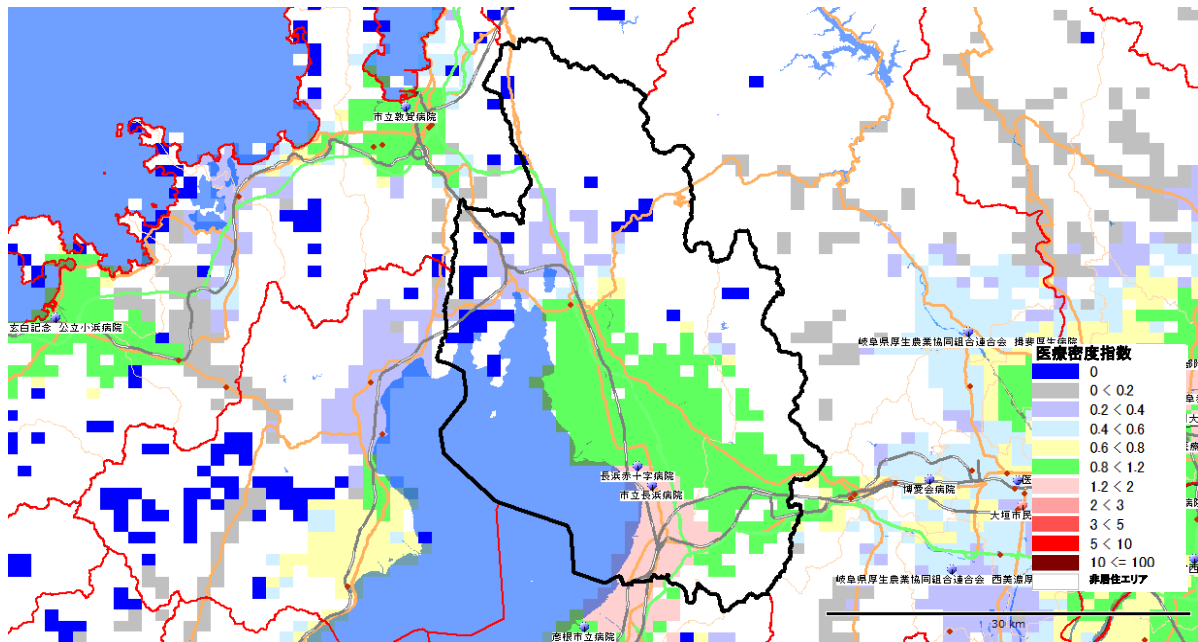 市立敦賀病院
玄白記念 公立小浜病院
岐阜県厚生農業協同組合連合会 揖斐厚生病院
医療密度指数
0
0 < 0.2
0.2 < 0.4
0.4 < 0.6
0.6 < 0.8
0.8 < 1.2
1.2 < 2
2 < 3
3 < 5
5 < 10
10 <= 100
非居住エリア
長浜赤十字病院
市立長浜病院
博愛会病院
大垣市民
岐阜県厚生農業協同組合連合会 西美濃厚
30 km
彦根市立病院